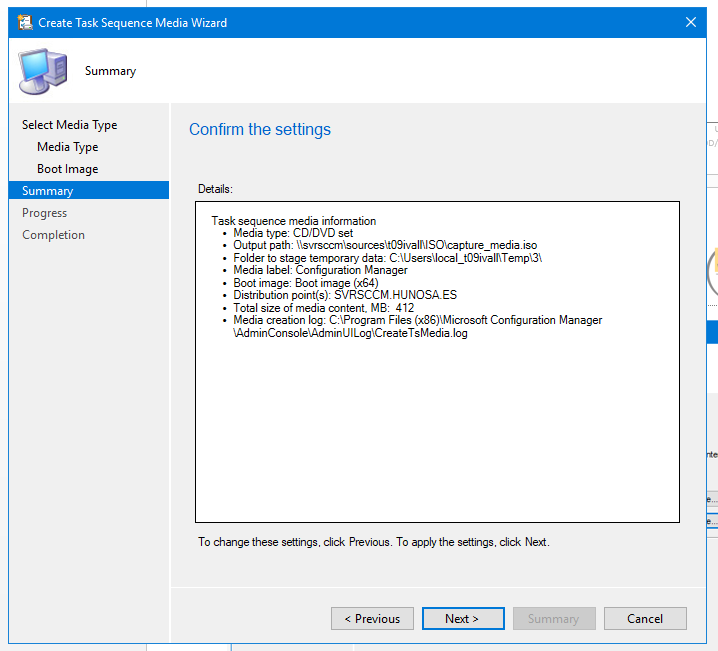 Create Task Sequence Media Wizard
Summary
Select Media Type
Media Type
Boot Image
Summary
Progress
Completion
Confirm the settings
Details:
Task sequence media information
• Media type: CD/DVD set
• Output path: \\svrsccm\sources\t09ivall\ISO\capture_media.iso
• Folder to stage temporary data: C:\Users\local_t09ivall\Temp\3\
• Media label: Configuration Manager
• Boot image: Boot image (x64)
• Distribution point(s): SVRSCCM.HUNOSA.ES
• Total size of media content, MB:  412
• Media creation log: C:\Program Files (x86)\Microsoft Configuration Manager
\AdminConsole\AdminUILog\CreateTsMedia.log
To change these settings, click Previous. To apply the settings, click Next.
< Previous
Next >
Summary
Cancel